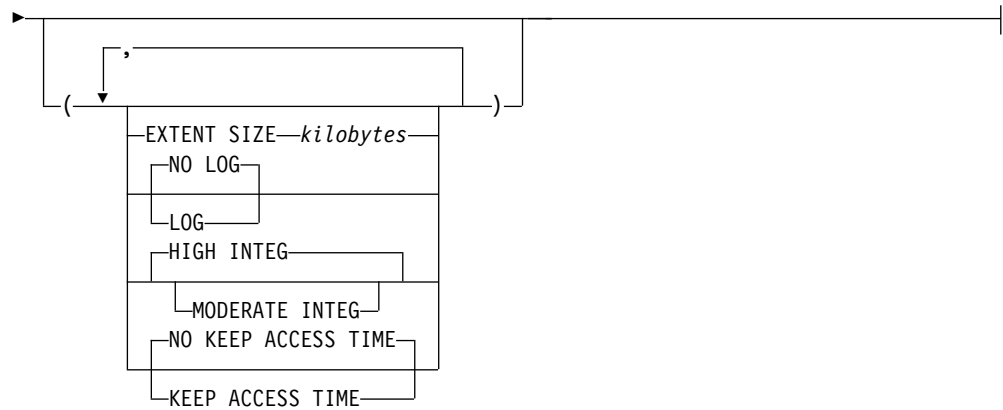 ,
( )
EXTENT SIZE kilobytes
NO LOG
LOG
HIGH INTEG
MODERATE INTEG
NO KEEP ACCESS TIME
KEEP ACCESS TIME